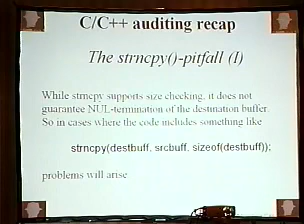 C/C++ auditing recap
The strncpy()-pitfall (I)
While strncpy supports size checking, it does not
guarantee NUL-termination of the destination buffer.
So in cases where the code includes something like
strncpy(destbuff, srcbuff, sizeof(destbuff));
problems will arise